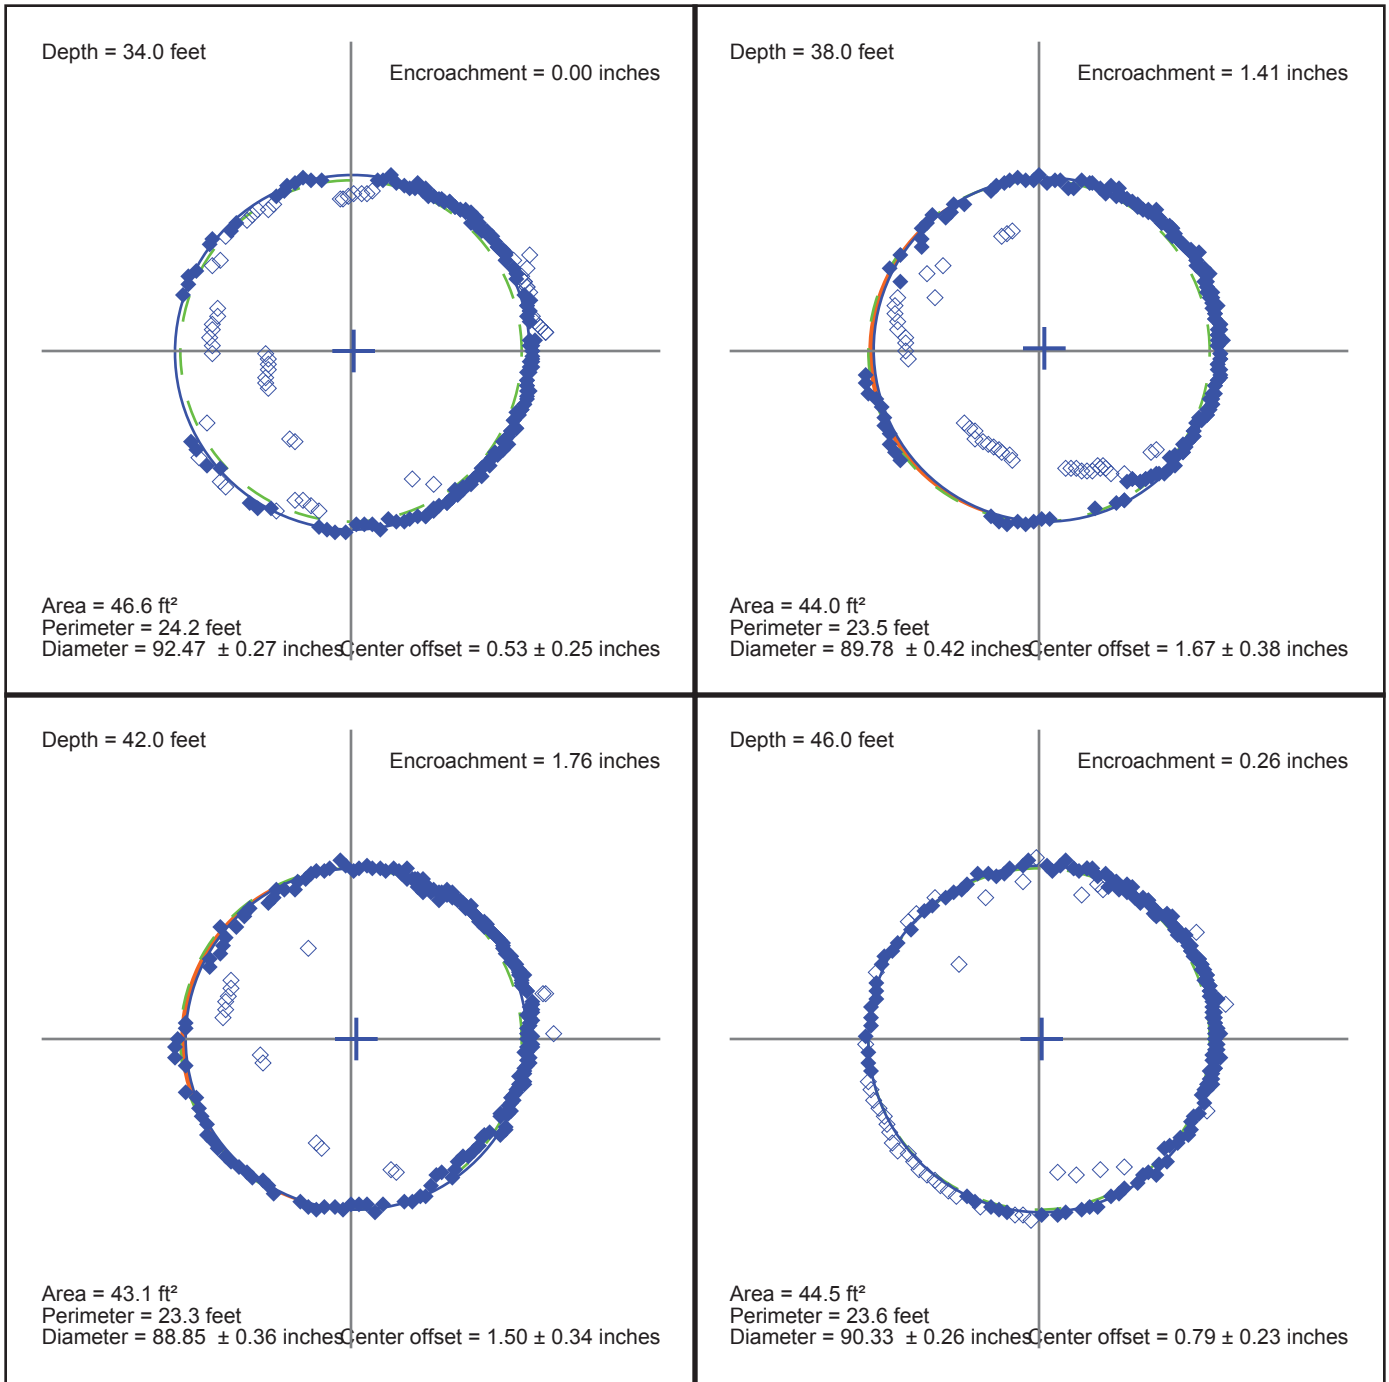 Depth = 34.0 feet
Encroachment = 0.00 inches
Area = 46.6 ft²
Perimeter = 24.2 feet
Diameter = 92.47 ± 0.27 inches Center offset = 0.53 ± 0.25 inches
Depth = 38.0 feet
Encroachment = 1.41 inches
Area = 44.0 ft²
Perimeter = 23.5 feet
Diameter = 89.78 ± 0.42 inches Center offset = 1.67 ± 0.38 inches
Depth = 42.0 feet
Encroachment = 1.76 inches
Area = 43.1 ft²
Perimeter = 23.3 feet
Diameter = 88.85 ± 0.36 inches Center offset = 1.50 ± 0.34 inches
Depth = 46.0 feet
Encroachment = 0.26 inches
Area = 44.5 ft²
Perimeter = 23.6 feet
Diameter = 90.33 ± 0.26 inches Center offset = 0.79 ± 0.23 inches